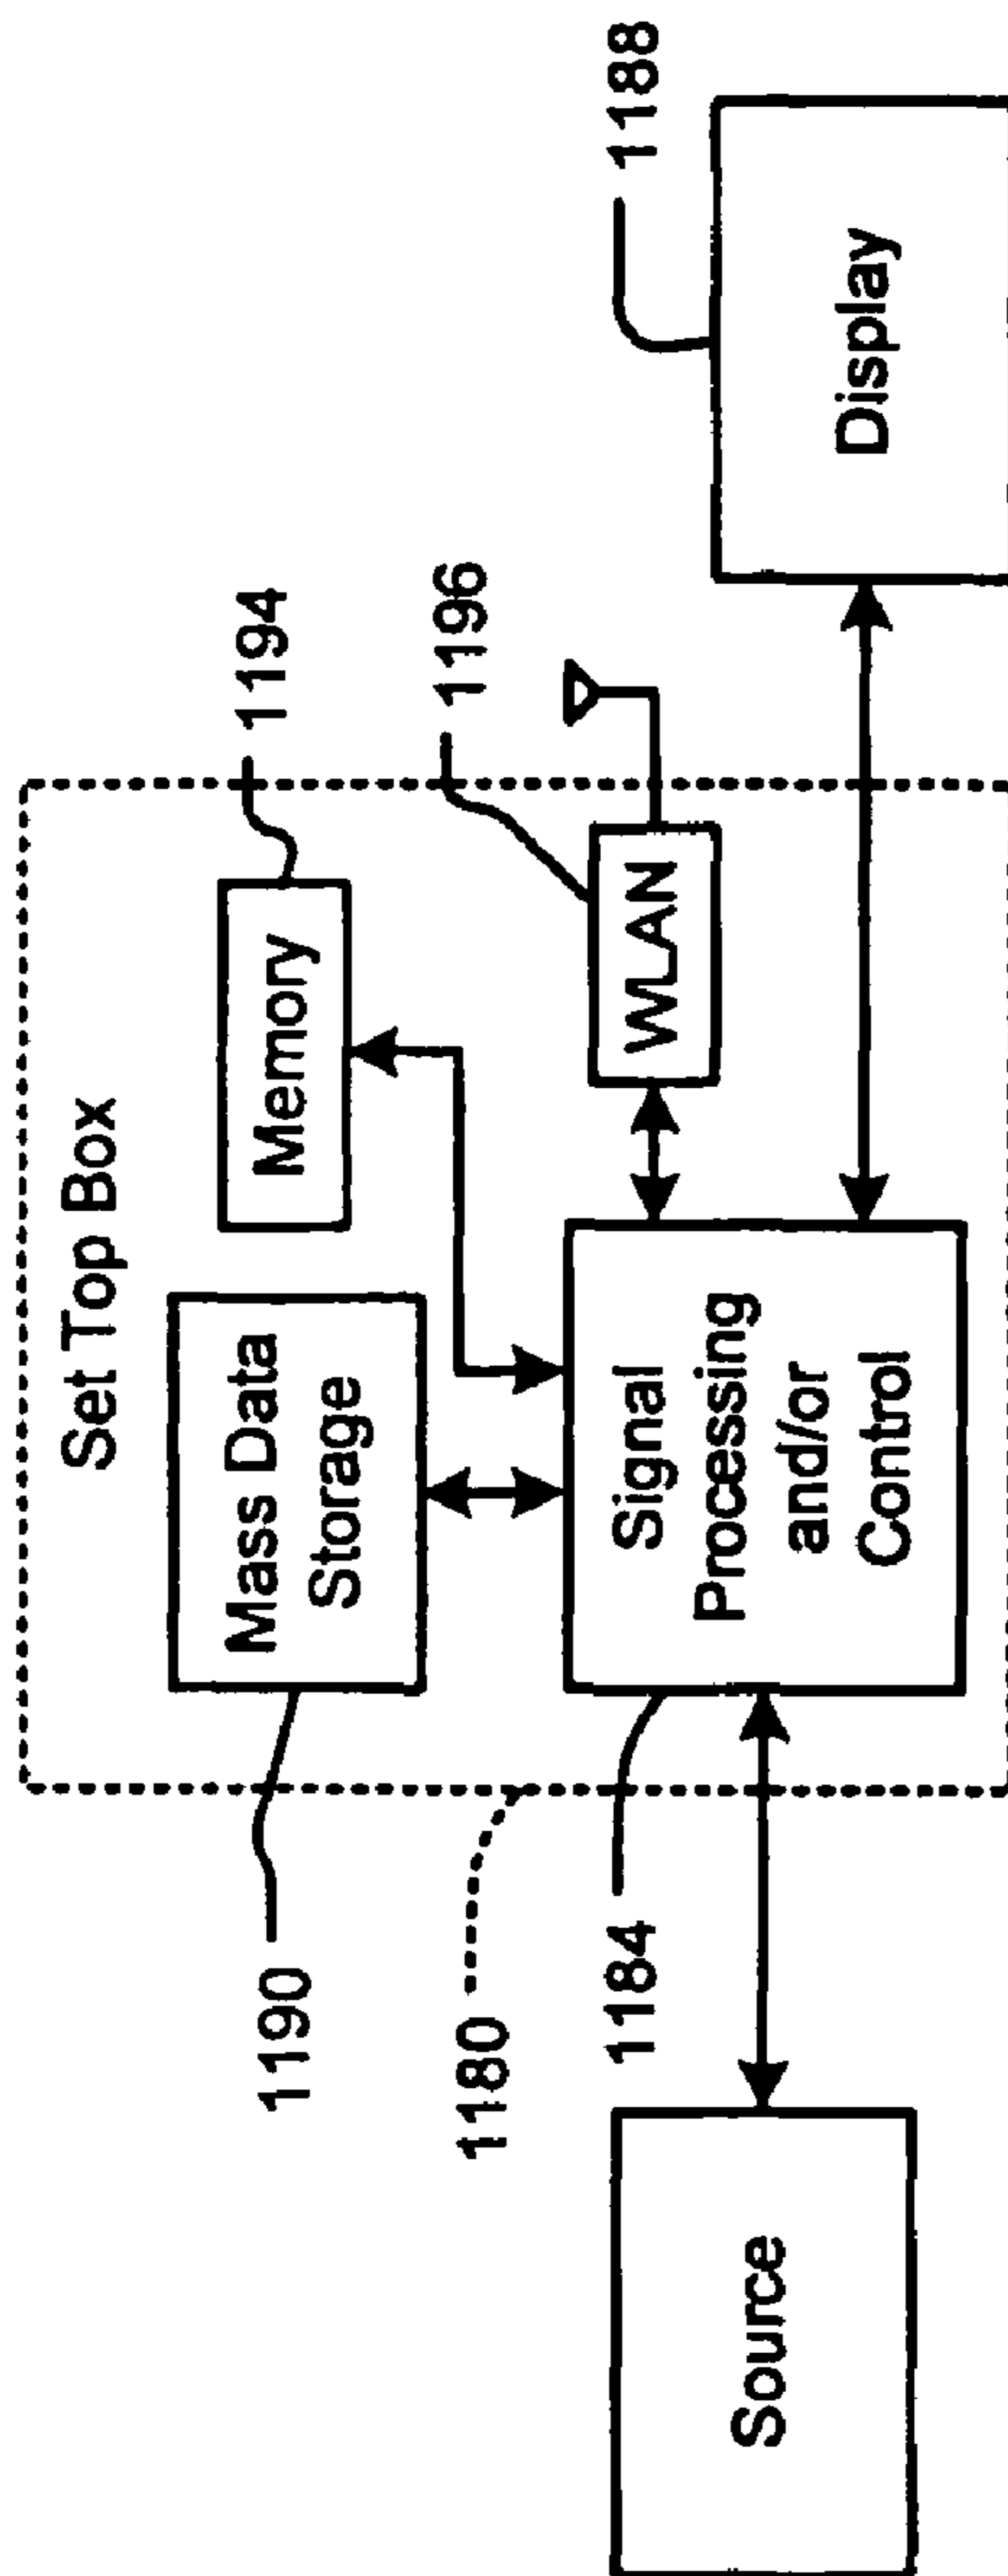 Set Top Box
1190
Mass Data
Storage
Memory
1194
1180
1196
1184
Signal
Processing
and/or
Control
WLAN
1188
Source
Display